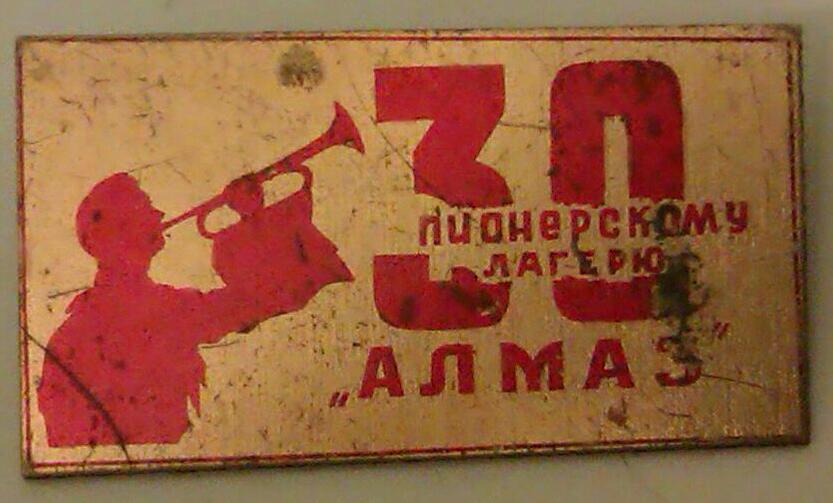 30
пионерскому
лагерю
„АЛМАЗ"